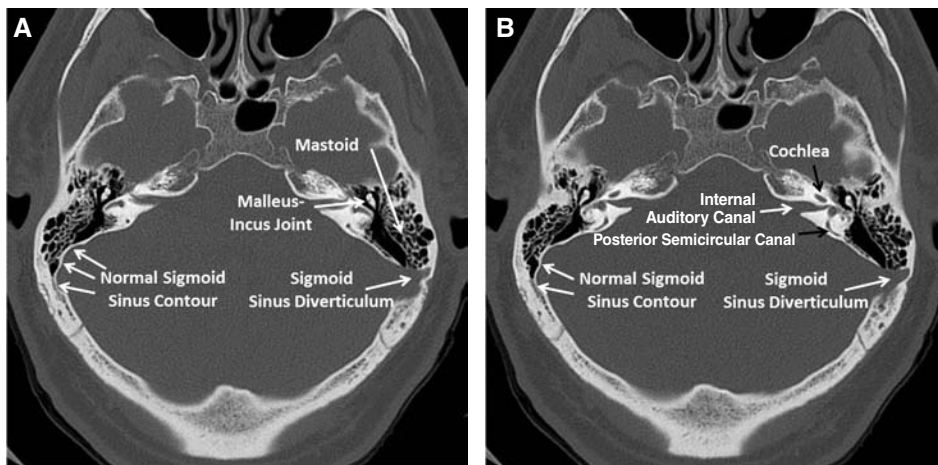 A
Mastoid
Malleus-
Incus Joint
Normal Sigmoid
Sinus Contour
Sigmoid
Sinus Diverticulum
B
Cochlea
Internal
Auditory Canal
Posterior Semicircular Canal
Normal Sigmoid
Sinus Contour
Sigmoid
Sinus Diverticulum